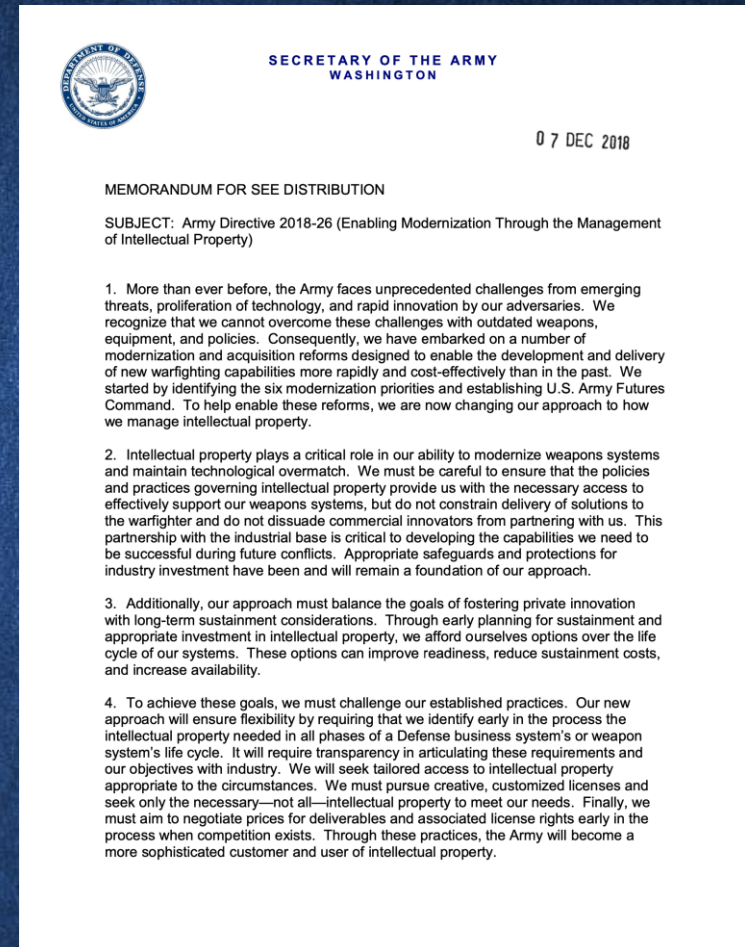 DEPARTMENT OF DEFENSE
UNITED STATES OF AMERICA
SECRETARY OF THE ARMY
WASHINGTON
07 DEC 2018
MEMORANDUM FOR SEE DISTRIBUTION
SUBJECT: Army Directive 2018-26 (Enabling Modernization Through the Management
of Intellectual Property)
1. More than ever before, the Army faces unprecedented challenges from emerging
threats, proliferation of technology, and rapid innovation by our adversaries. We
recognize that we cannot overcome these challenges with outdated weapons,
equipment, and policies. Consequently, we have embarked on a number of
modernization and acquisition reforms designed to enable the development and delivery
of new warfighting capabilities more rapidly and cost-effectively than in the past. We
started by identifying the six modernization priorities and establishing U.S. Army Futures
Command. To help enable these reforms, we are now changing our approach to how
we manage intellectual property.
2. Intellectual property plays a critical role in our ability to modernize weapons systems
and maintain technological overmatch. We must be careful to ensure that the policies
and practices governing intellectual property provide us with the necessary access to
effectively support our weapons systems, but do not constrain delivery of solutions to
the warfighter and do not dissuade commercial innovators from partnering with us. This
partnership with the industrial base is critical to developing the capabilities we need to
be successful during future conflicts. Appropriate safeguards and protections for
industry investment have been and will remain a foundation of our approach.
3. Additionally, our approach must balance the goals of fostering private innovation
with long-term sustainment considerations. Through early planning for sustainment and
appropriate investment in intellectual property, we afford ourselves options over the life
cycle of our systems. These options can improve readiness, reduce sustainment costs,
and increase availability.
4. To achieve these goals, we must challenge our established practices. Our new
approach will ensure flexibility by requiring that we identify early in the process the
intellectual property needed in all phases of a Defense business system's or weapon
system's life cycle. It will require transparency in articulating these requirements and
our objectives with industry. We will seek tailored access to intellectual property
appropriate to the circumstances. We must pursue creative, customized licenses and
seek only the necessary—not all—intellectual property to meet our needs. Finally, we
must aim to negotiate prices for deliverables and associated license rights early in the
process when competition exists. Through these practices, the Army will become a
more sophisticated customer and user of intellectual property.